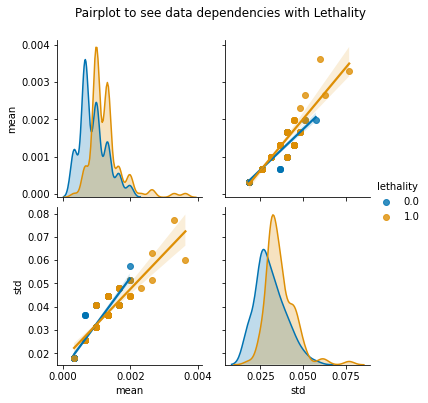 Pairplot to see data dependencies with Lethality
0.004
0.003
0.002
0.001
0.000
mean
lethality
0.0
1.0
0.08
0.07
0.06
0.05
0.04
0.03
0.02
std
0.000 0.002 0.004
0.025 0.050 0.075
mean std